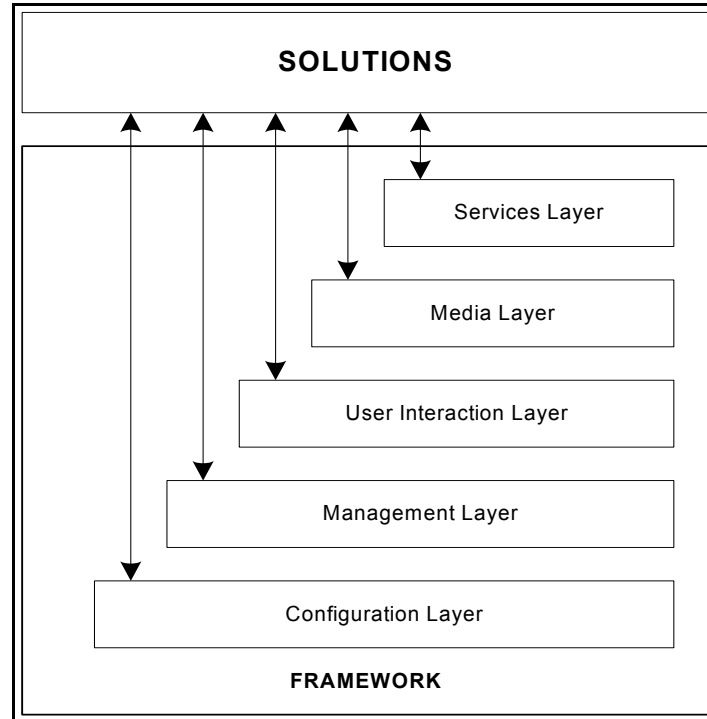 SOLUTIONS
Services Layer
Media Layer
User Interaction Layer
Management Layer
Configuration Layer
FRAMEWORK